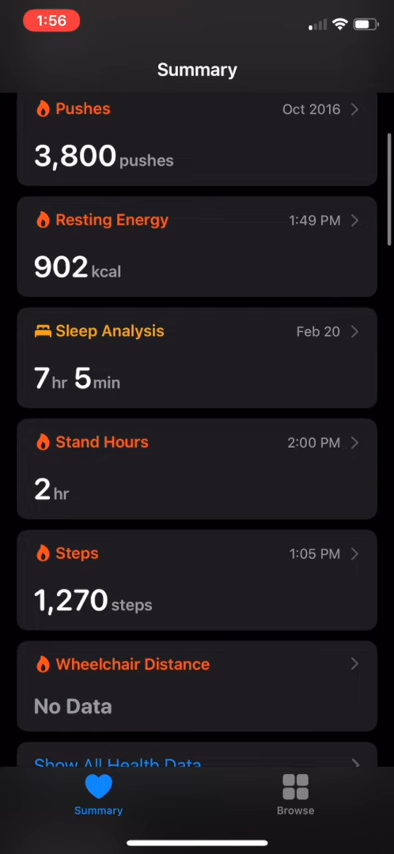 1:56
Summary
Pushes Oct 2016
3,800 pushes
Resting Energy 1:49 PM
902 kcal
Sleep Analysis Feb 20
7 hr 5 min
Stand Hours 2:00 PM
2 hr
Steps 1:05 PM
1,270 steps
Wheelchair Distance
No Data
Show All Health Data
Summary Browse